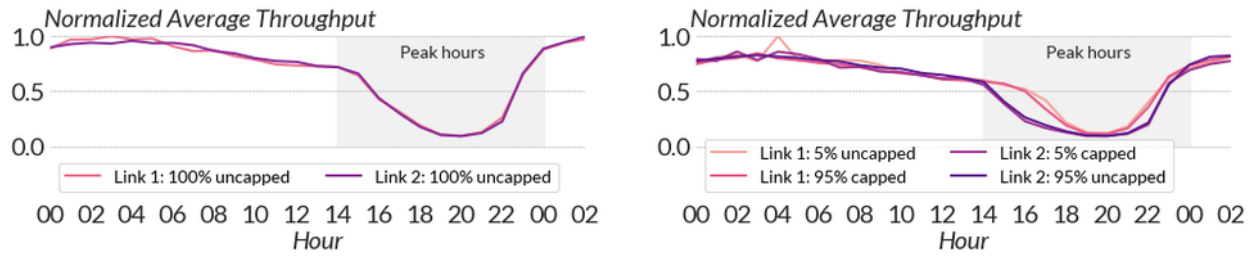 Normalized Average Throughput
1.0
0.5
0.0
Peak hours
Link 1: 100% uncapped
Link 2: 100% uncapped
00 02 04 06 08 10 12 14 16 18 20 22 00 02
Hour
Normalized Average Throughput
1.0
0.5
0.0
Peak hours
Link 1: 5% uncapped
Link 2: 5% capped
Link 1: 95% capped
Link 2: 95% uncapped
00 02 04 06 08 10 12 14 16 18 20 22 00 02
Hour